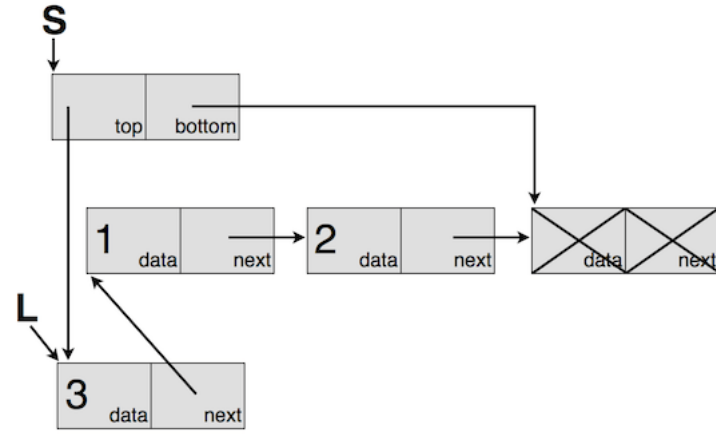 S
top bottom
1 data next 2 data next data next
L
3 data next